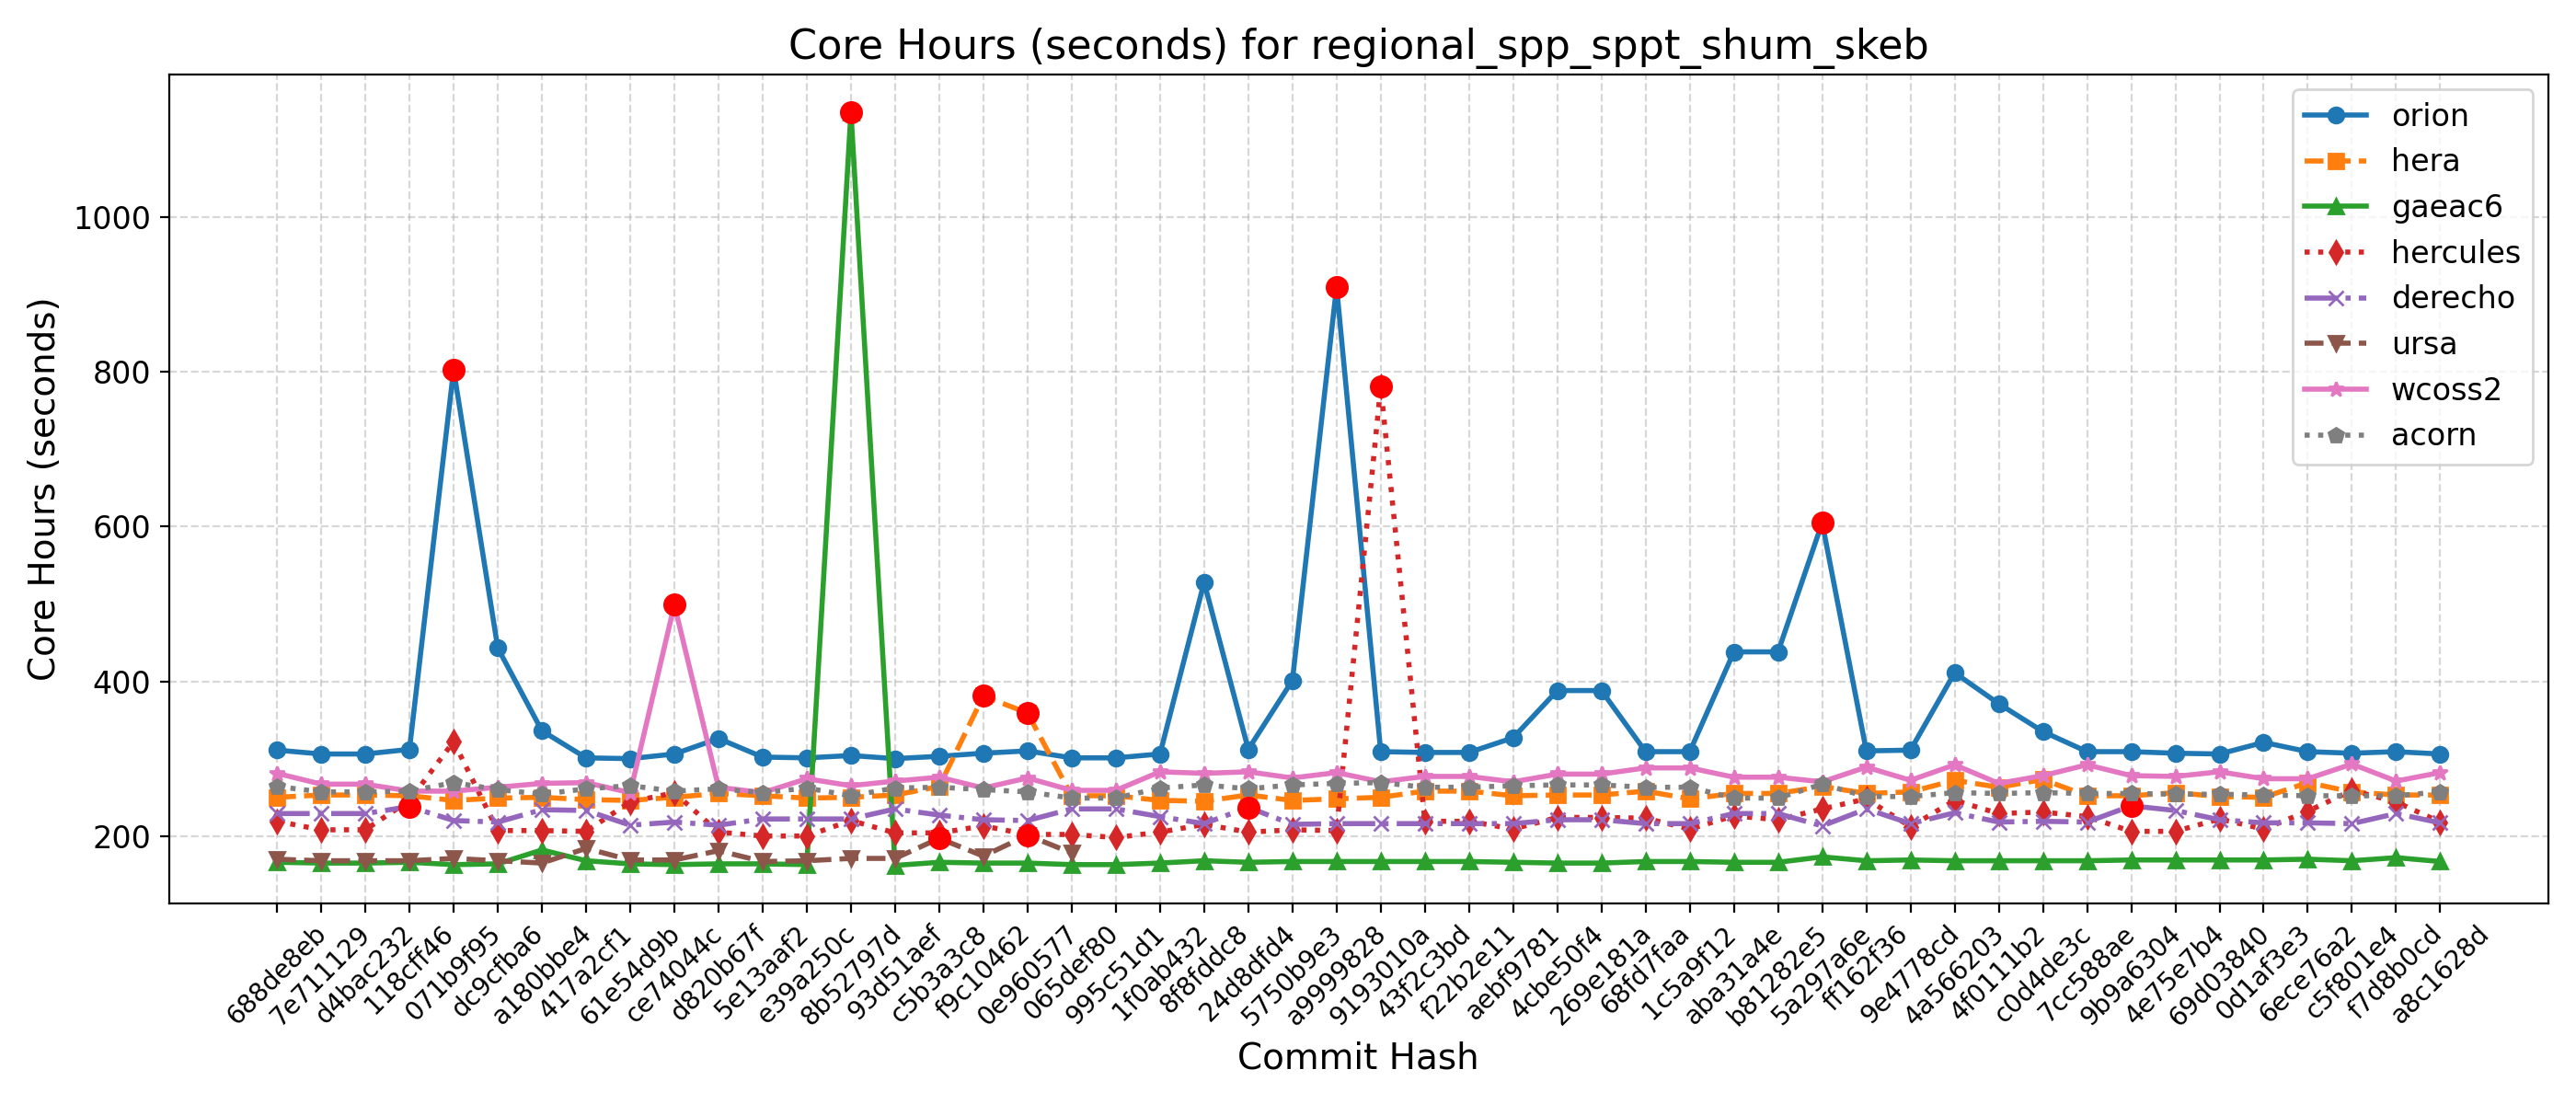 Core Hours (seconds) for regional_spp_sppt_shum_skeb
Core Hours (seconds)
1000
800
600
400
200
orion
hera
gaeac6
hercules
derecho
ursa
wcoss2
acorn
688de8eb
7e711129
d4bac232
118cff46
071b9f95
dc9cfba6
a180bbe4
417a2cf1
61e54d9b
ce74044c
d820b67f
5e13aaf2
e39a250c
8b52797d
93d51aef
c5b3a3c8
f9c10462
0e960577
065def80
995c51d1
1f0ab432
8f8fddc8
24d8dfd4
5750b9e3
a9999828
9193010a
43f2c3bd
f22b2e11
aebf9781
4cbe50f4
269e181a
68fd7faa
1c5a9f12
aba31a4e
b81282e5
5a297a6e
ff162f36
9e4778cd
4a566203
4f0111b2
c0d4de3c
7cc588ae
9b9a6304
4e75e7b4
69d03840
0d1af3e3
6ece76a2
c5f801e4
f7d8b0cd
a8c1628d
Commit Hash